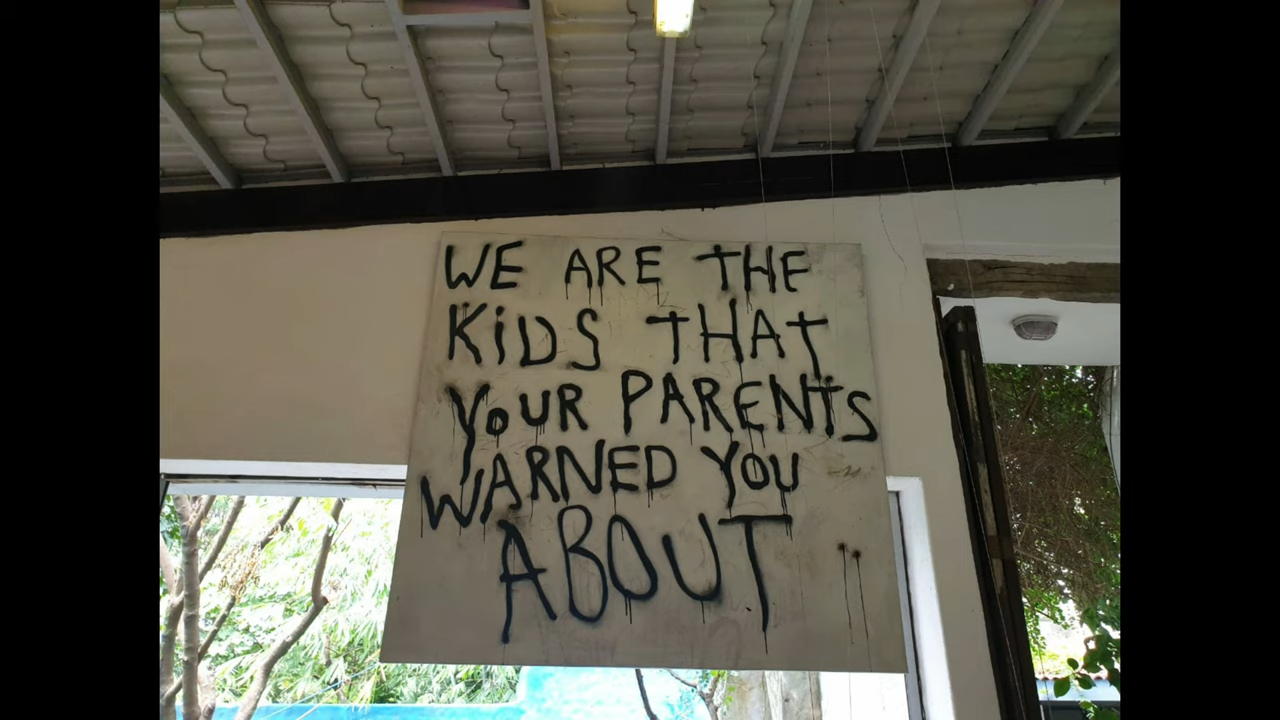 WE ARE THE
KiDS THAT
YoUR PARENTS
WARNED YOU
ABOUT